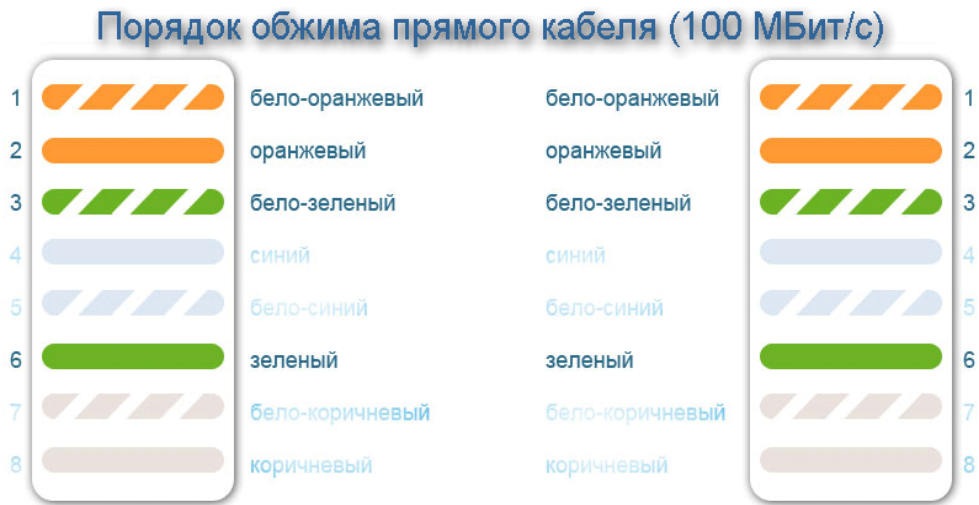 Порядок обжима прямого кабеля (100 МБит/с)
1 бело-оранжевый бело-оранжевый 1
2 оранжевый оранжевый 2
3 бело-зеленый бело-зеленый 3
4 синий синий 4
5 бело-синий бело-синий 5
6 зеленый зеленый 6
7 бело-коричневый бело-коричневый 7
8 коричневый коричневый 8